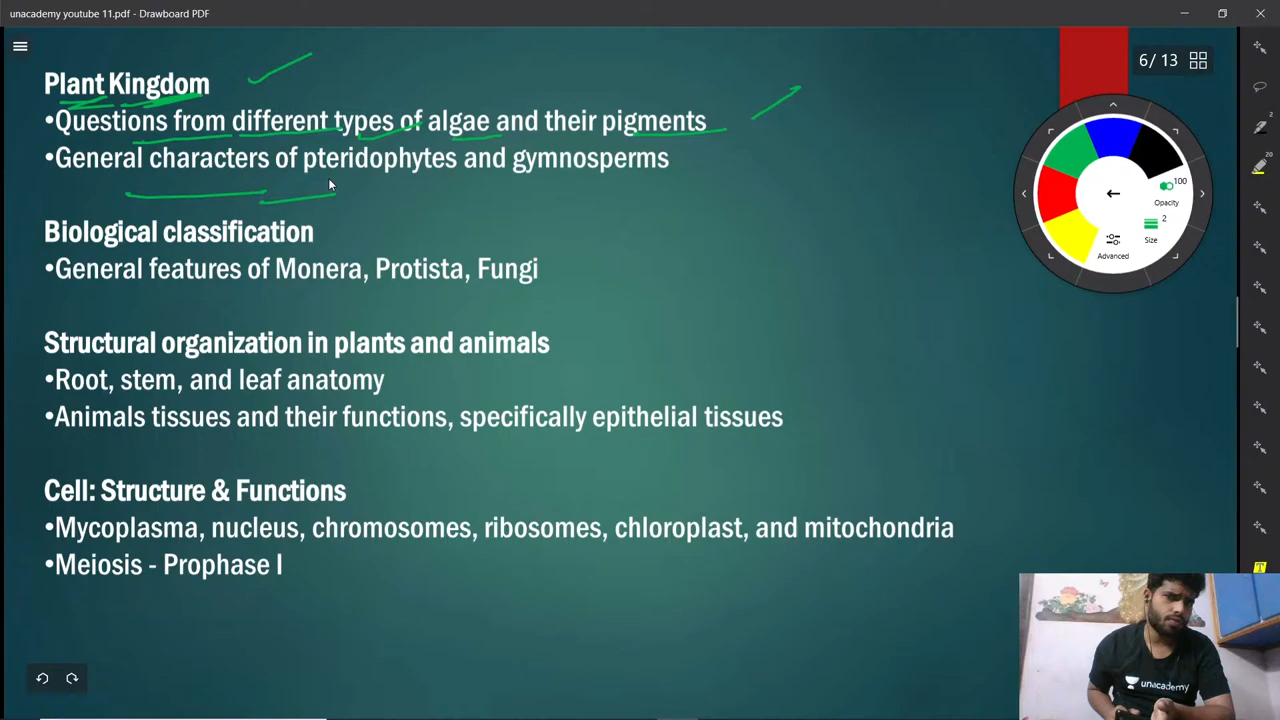 unacademy youtube 11.pdf - Drawboard PDF
6/ 13
Plant Kingdom
•Questions from different types of algae and their pigments
•General characters of pteridophytes and gymnosperms
Biological classification
•General features of Monera, Protista, Fungi
Structural organization in plants and animals
•Root, stem, and leaf anatomy
•Animals tissues and their functions, specifically epithelial tissues
Cell: Structure & Functions
•Mycoplasma, nucleus, chromosomes, ribosomes, chloroplast, and mitochondria
•Meiosis - Prophase I
100
Opacity
2
Size
Advanced
20
T
unacademy